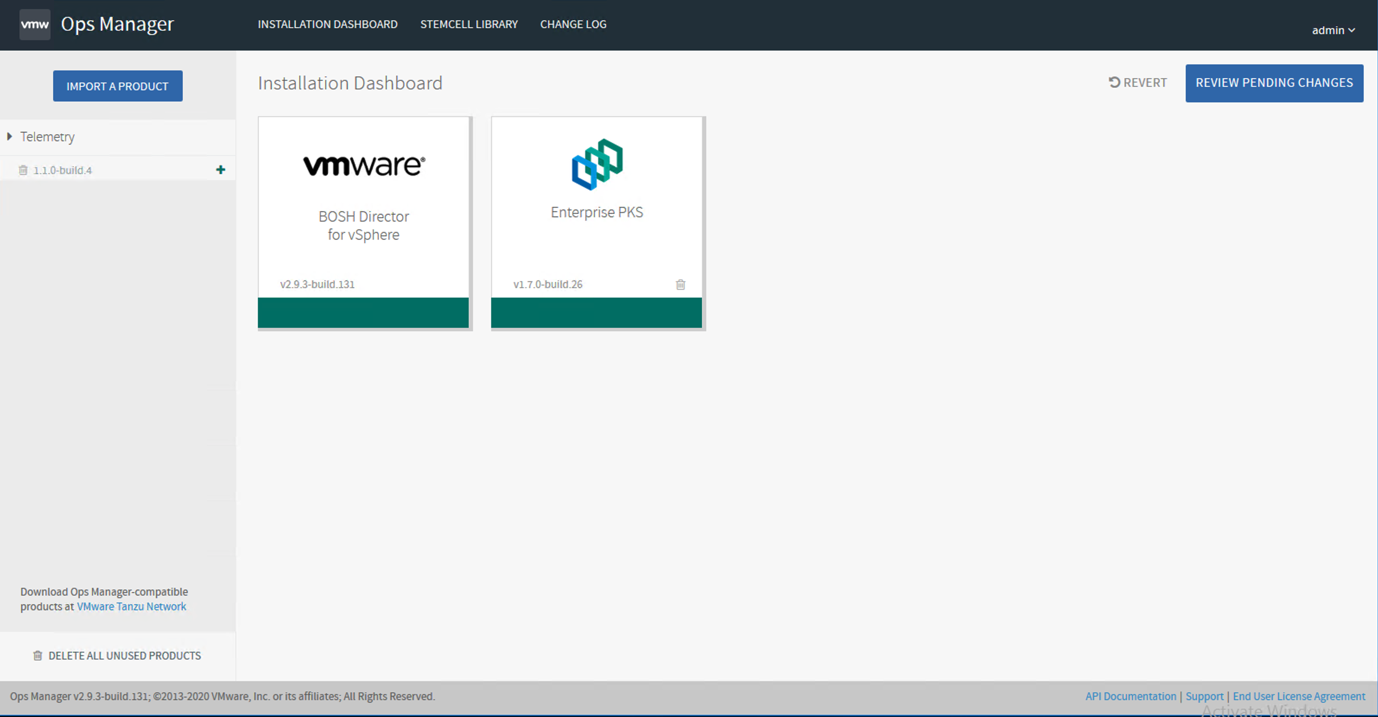 vmw Ops Manager
INSTALLATION DASHBOARD
STEMCELL LIBRARY
CHANGE LOG
admin
IMPORT A PRODUCT
Telemetry
1.1.0-build.4
+
Installation Dashboard
REVERT
REVIEW PENDING CHANGES
vmware®
BOSH Director
for vSphere
v2.9.3-build.131
Enterprise PKS
v1.7.0-build.26
Download Ops Manager-compatible
products at VMware Tanzu Network
DELETE ALL UNUSED PRODUCTS
Ops Manager v2.9.3-build.131; ©2013-2020 VMware, Inc. or its affiliates; All Rights Reserved.
API Documentation | Support | End User License Agreement
Activate Windows